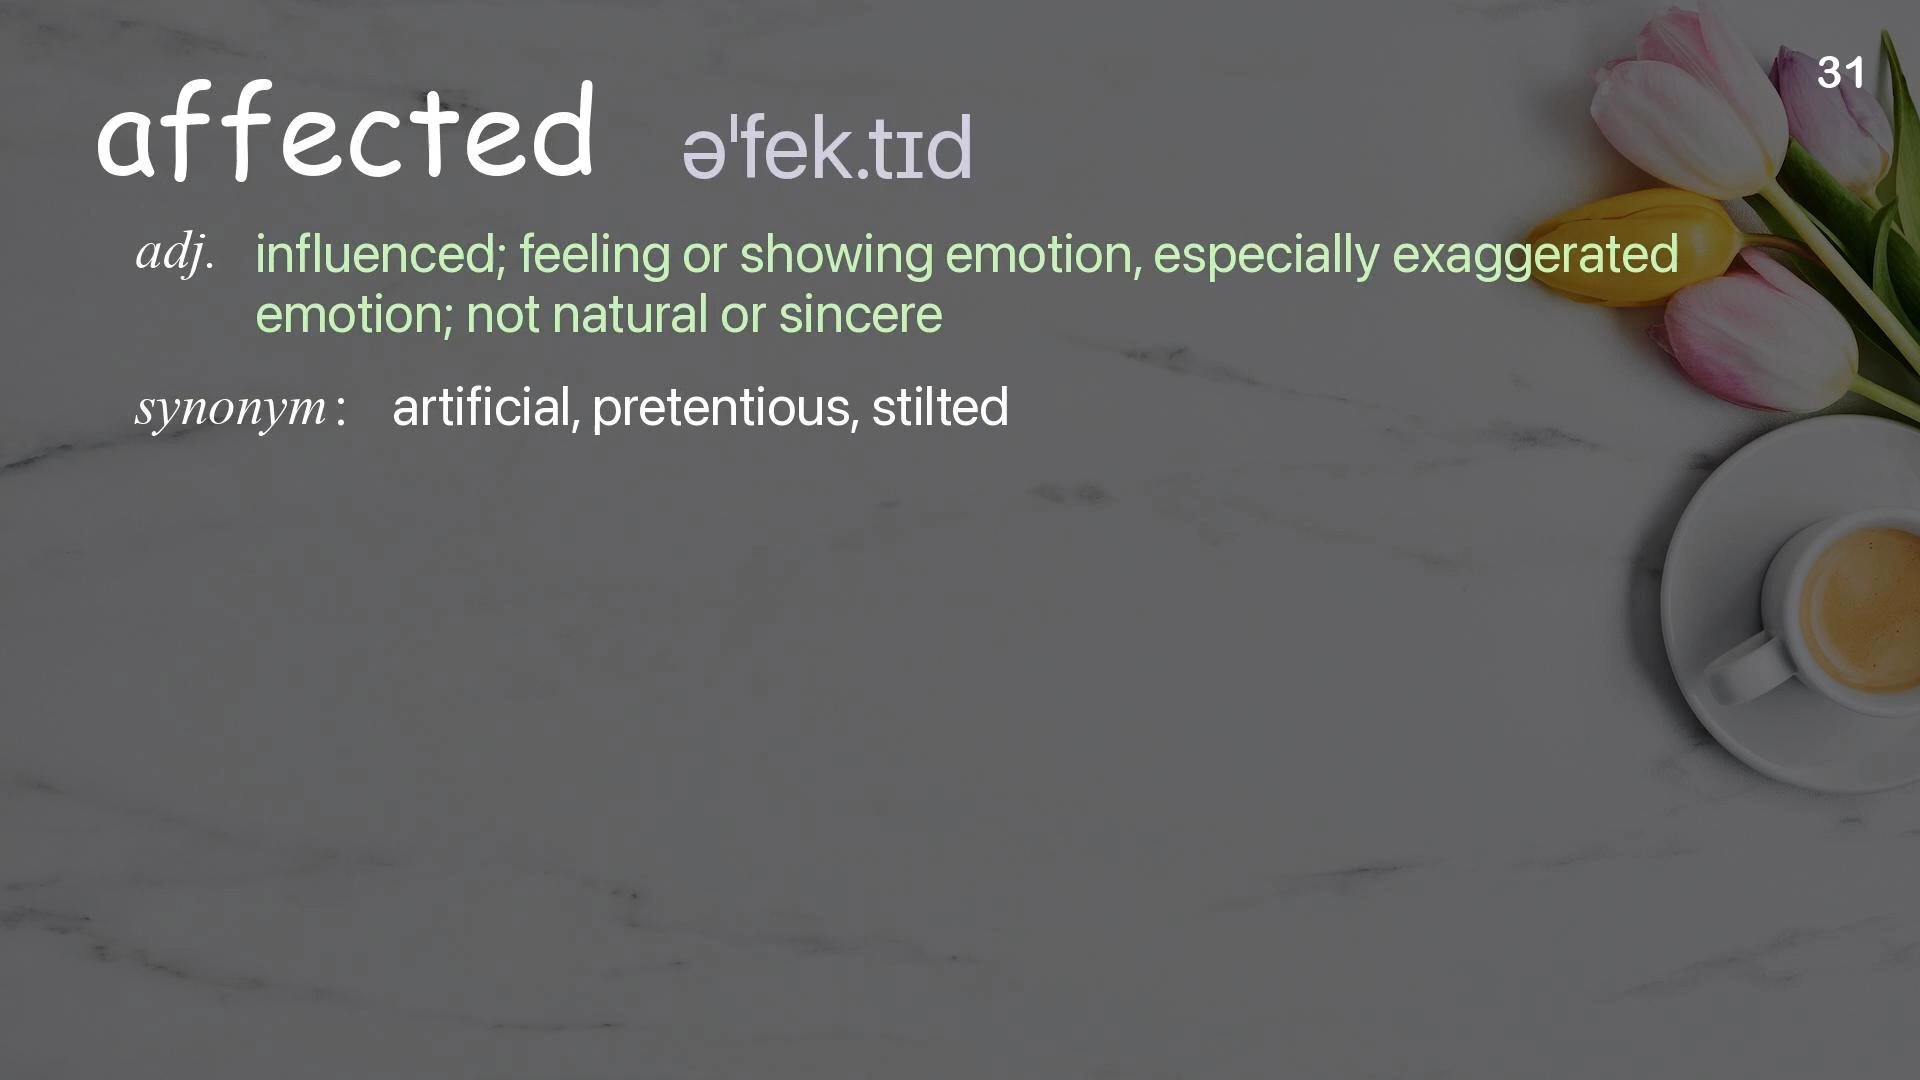 31
affected əˈfek.tɪd
adj. influenced; feeling or showing emotion, especially exaggerated
emotion; not natural or sincere
synonym: artificial, pretentious, stilted